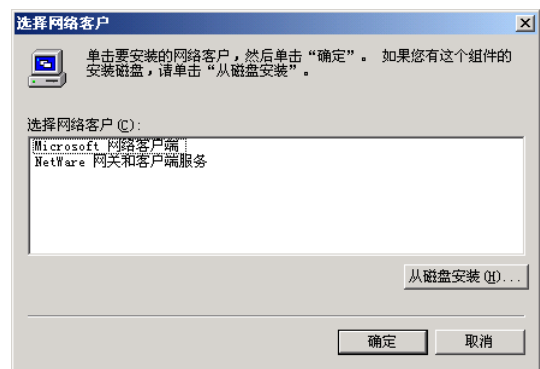 选择网络客户
单击要安装的网络客户，然后单击“确定”。 如果您有这个组件的
安装磁盘，请单击“从磁盘安装”。
选择网络客户(C):
Microsoft 网络客户端
NetWare 网关和客户端服务
从磁盘安装(H)...
确定
取消